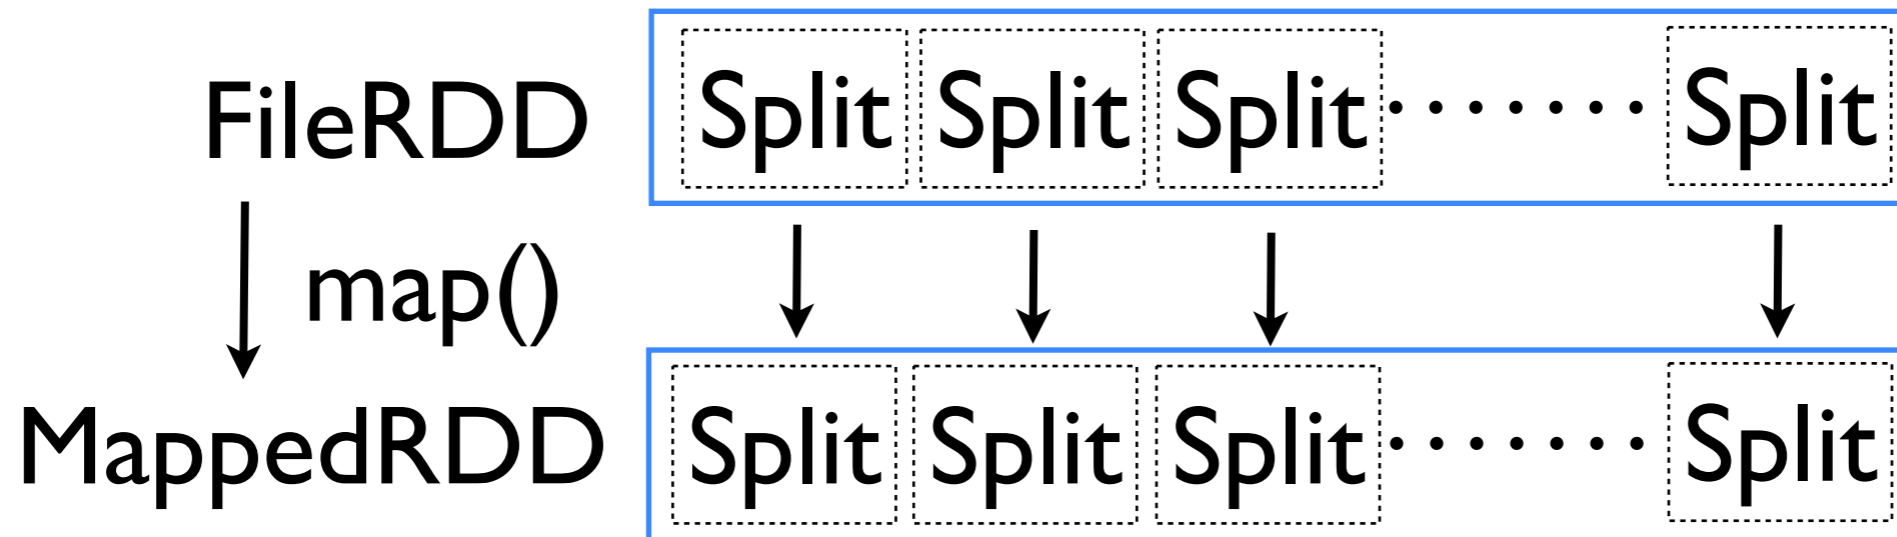 FileRDD Split Split Split ....... Split
map()
MappedRDD Split Split Split ....... Split